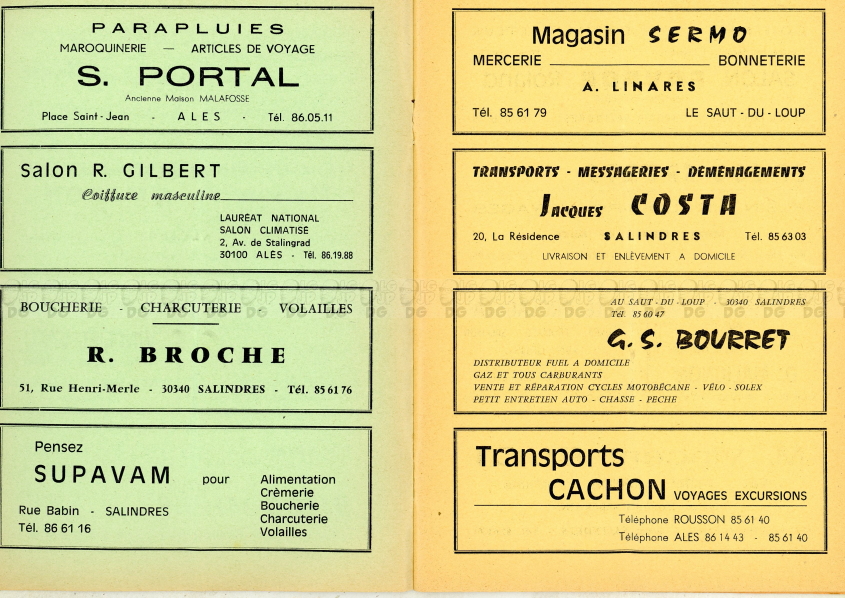 PARAPLUIES
MAROQUINERIE — ARTICLES DE VOYAGE
S. PORTAL
Ancienne Maison MALAFOSSE
Place Saint-Jean - ALES - Tél. 86.05.11
Salon R. GILBERT
Coiffure masculine
LAURÉAT NATIONAL
SALON CLIMATISÉ
2, Av. de Stalingrad
30100 ALÈS - Tél. 86.19.88
BOUCHERIE - CHARCUTERIE - VOLAILLES
R. BROCHE
51, Rue Henri-Merle - 30340 SALINDRES - Tél. 85 61 76
Pensez
SUPAVAM pour
Alimentation
Crèmerie
Boucherie
Charcuterie
Volailles
Rue Babin - SALINDRES
Tél. 86 61 16
Magasin SERMO
MERCERIE BONNETERIE
A. LINARES
Tél. 85 61 79 LE SAUT - DU - LOUP
TRANSPORTS - MESSAGERIES - DÉMÉNAGEMENTS
Jacques COSTA
20, La Résidence SALINDRES Tél. 85 63 03
LIVRAISON ET ENLÈVEMENT A DOMICILE
AU SAUT - DU - LOUP - 30340 SALINDRES
Tél. 85 60 47
G. S. BOURRET
DISTRIBUTEUR FUEL A DOMICILE
GAZ ET TOUS CARBURANTS
VENTE ET RÉPARATION CYCLES MOTOBÉCANE - VÉLO - SOLEX
PETIT ENTRETIEN AUTO - CHASSE - PECHE
Transports
CACHON VOYAGES EXCURSIONS
Téléphone ROUSSON 85 61 40
Téléphone ALES 86 14 43 - 85 61 40